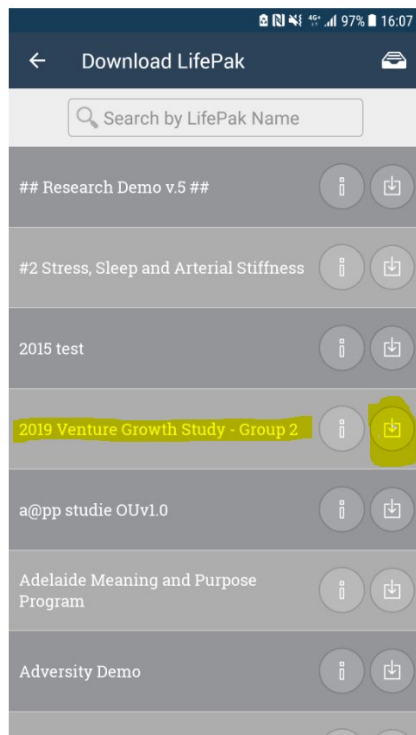 4G+ 97% 16:07
Download LifePak
Search by LifePak Name
## Research Demo v.5 ##
#2 Stress, Sleep and Arterial Stiffness
2015 test
2019 Venture Growth Study - Group 2
a@pp studie OUv1.0
Adelaide Meaning and Purpose
Program
Adversity Demo